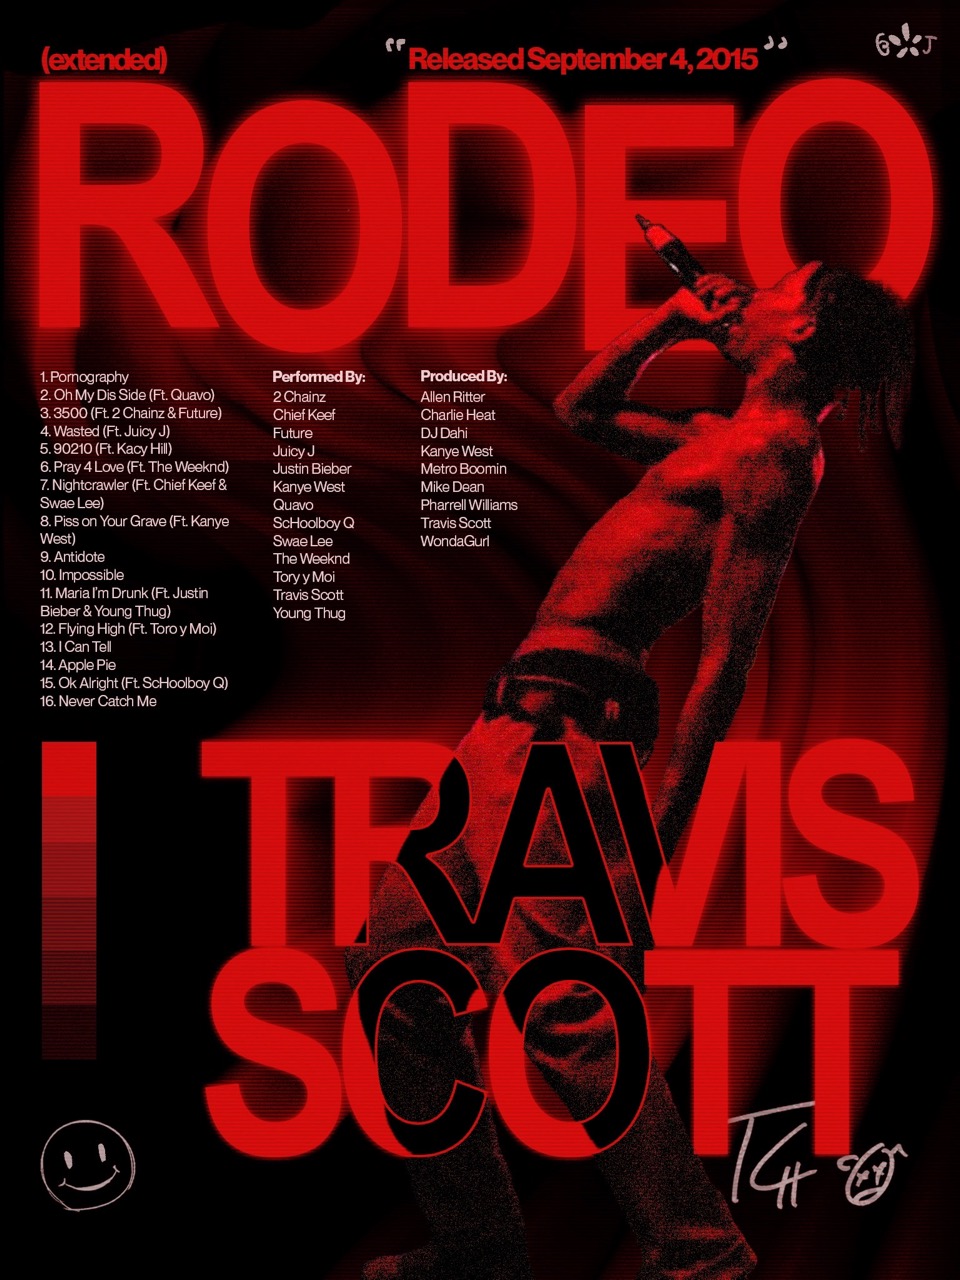 (extended)
“Released September 4, 2015”
RODEO
1. Pornography
2. Oh My Dis Side (Ft. Quavo)
3. 3500 (Ft. 2 Chainz & Future)
4. Wasted (Ft. Juicy J)
5. 90210 (Ft. Kacy Hill)
6. Pray 4 Love (Ft. The Weeknd)
7. Nightcrawler (Ft. Chief Keef &
Swae Lee)
8. Piss on Your Grave (Ft. Kanye
West)
9. Antidote
10. Impossible
11. Maria I'm Drunk (Ft. Justin
Bieber & Young Thug)
12. Flying High (Ft. Toro y Moi)
13. I Can Tell
14. Apple Pie
15. Ok Alright (Ft. ScHoolboy Q)
16. Never Catch Me
Performed By:
2 Chainz
Chief Keef
Future
Juicy J
Justin Bieber
Kanye West
Quavo
ScHoolboy Q
Swae Lee
The Weeknd
Tory y Moi
Travis Scott
Young Thug
Produced By:
Allen Ritter
Charlie Heat
DJ Dahi
Kanye West
Metro Boomin
Mike Dean
Pharrell Williams
Travis Scott
WondaGurl
TRAVIS
SCOTT